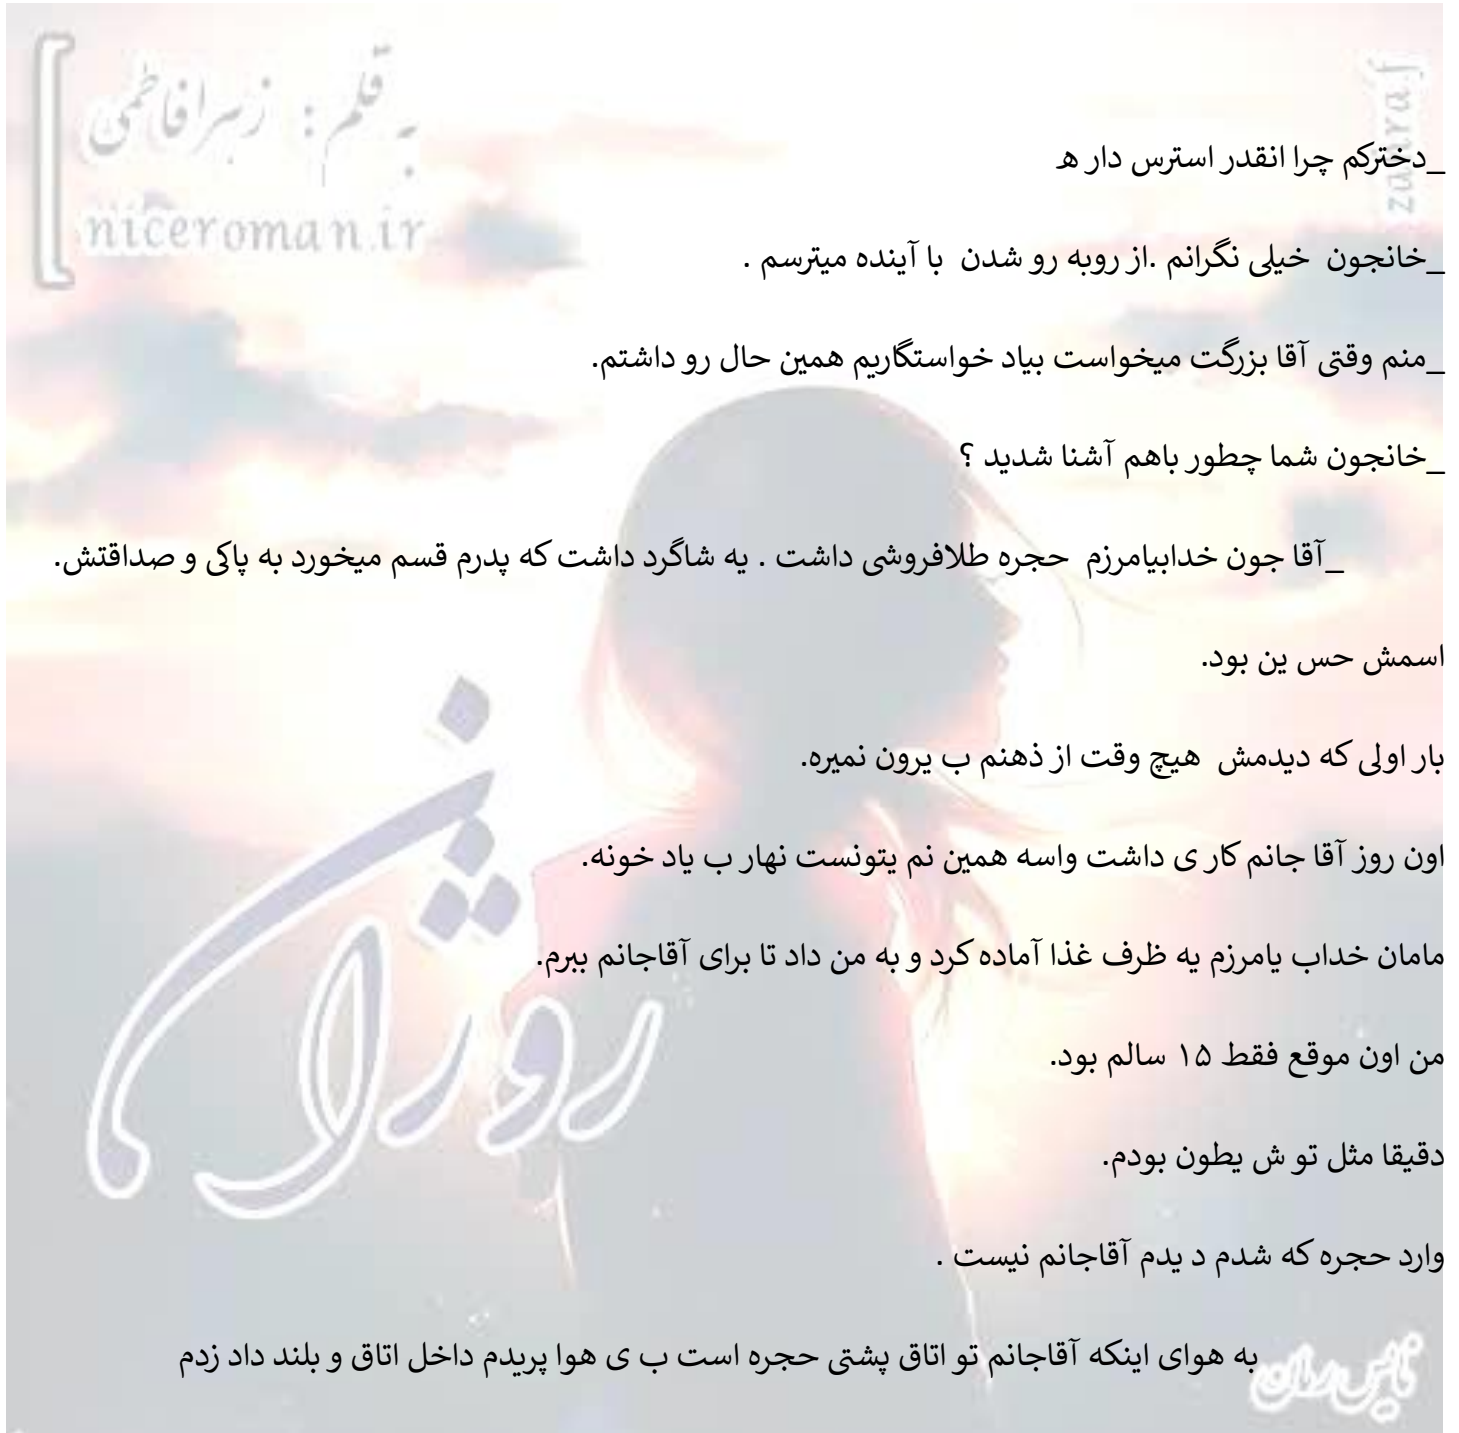 به قلم : زهرا فاطمی
niceroman.ir
zahra.f
_دخترکم چرا انقدر استرس دار ه
_خانجون خیلی نگرانم .از روبه رو شدن با آینده میترسم .
_منم وقتی آقا بزرگت میخواست بیاد خواستگاریم همین حال رو داشتم.
_خانجون شما چطور باهم آشنا شدید ؟
_آقا جون خدابیامرزم حجره طلافروشی داشت . یه شاگرد داشت که پدرم قسم میخورد به پاکی و صداقتش.
اسمش حس ین بود.
بار اولی که دیدمش هیچ وقت از ذهنم ب یرون نمیره.
اون روز آقا جانم کار ی داشت واسه همین نم یتونست نهار ب یاد خونه.
مامان خداب یامرزم یه ظرف غذا آماده کرد و به من داد تا برای آقاجانم ببرم.
من اون موقع فقط ۱۵ سالم بود.
دقیقا مثل تو ش یطون بودم.
وارد حجره که شدم د یدم آقاجانم نیست .
به هوای اینکه آقاجانم تو اتاق پشتی حجره است ب ی هوا پریدم داخل اتاق و بلند داد زدم
روژان
نایس رمان